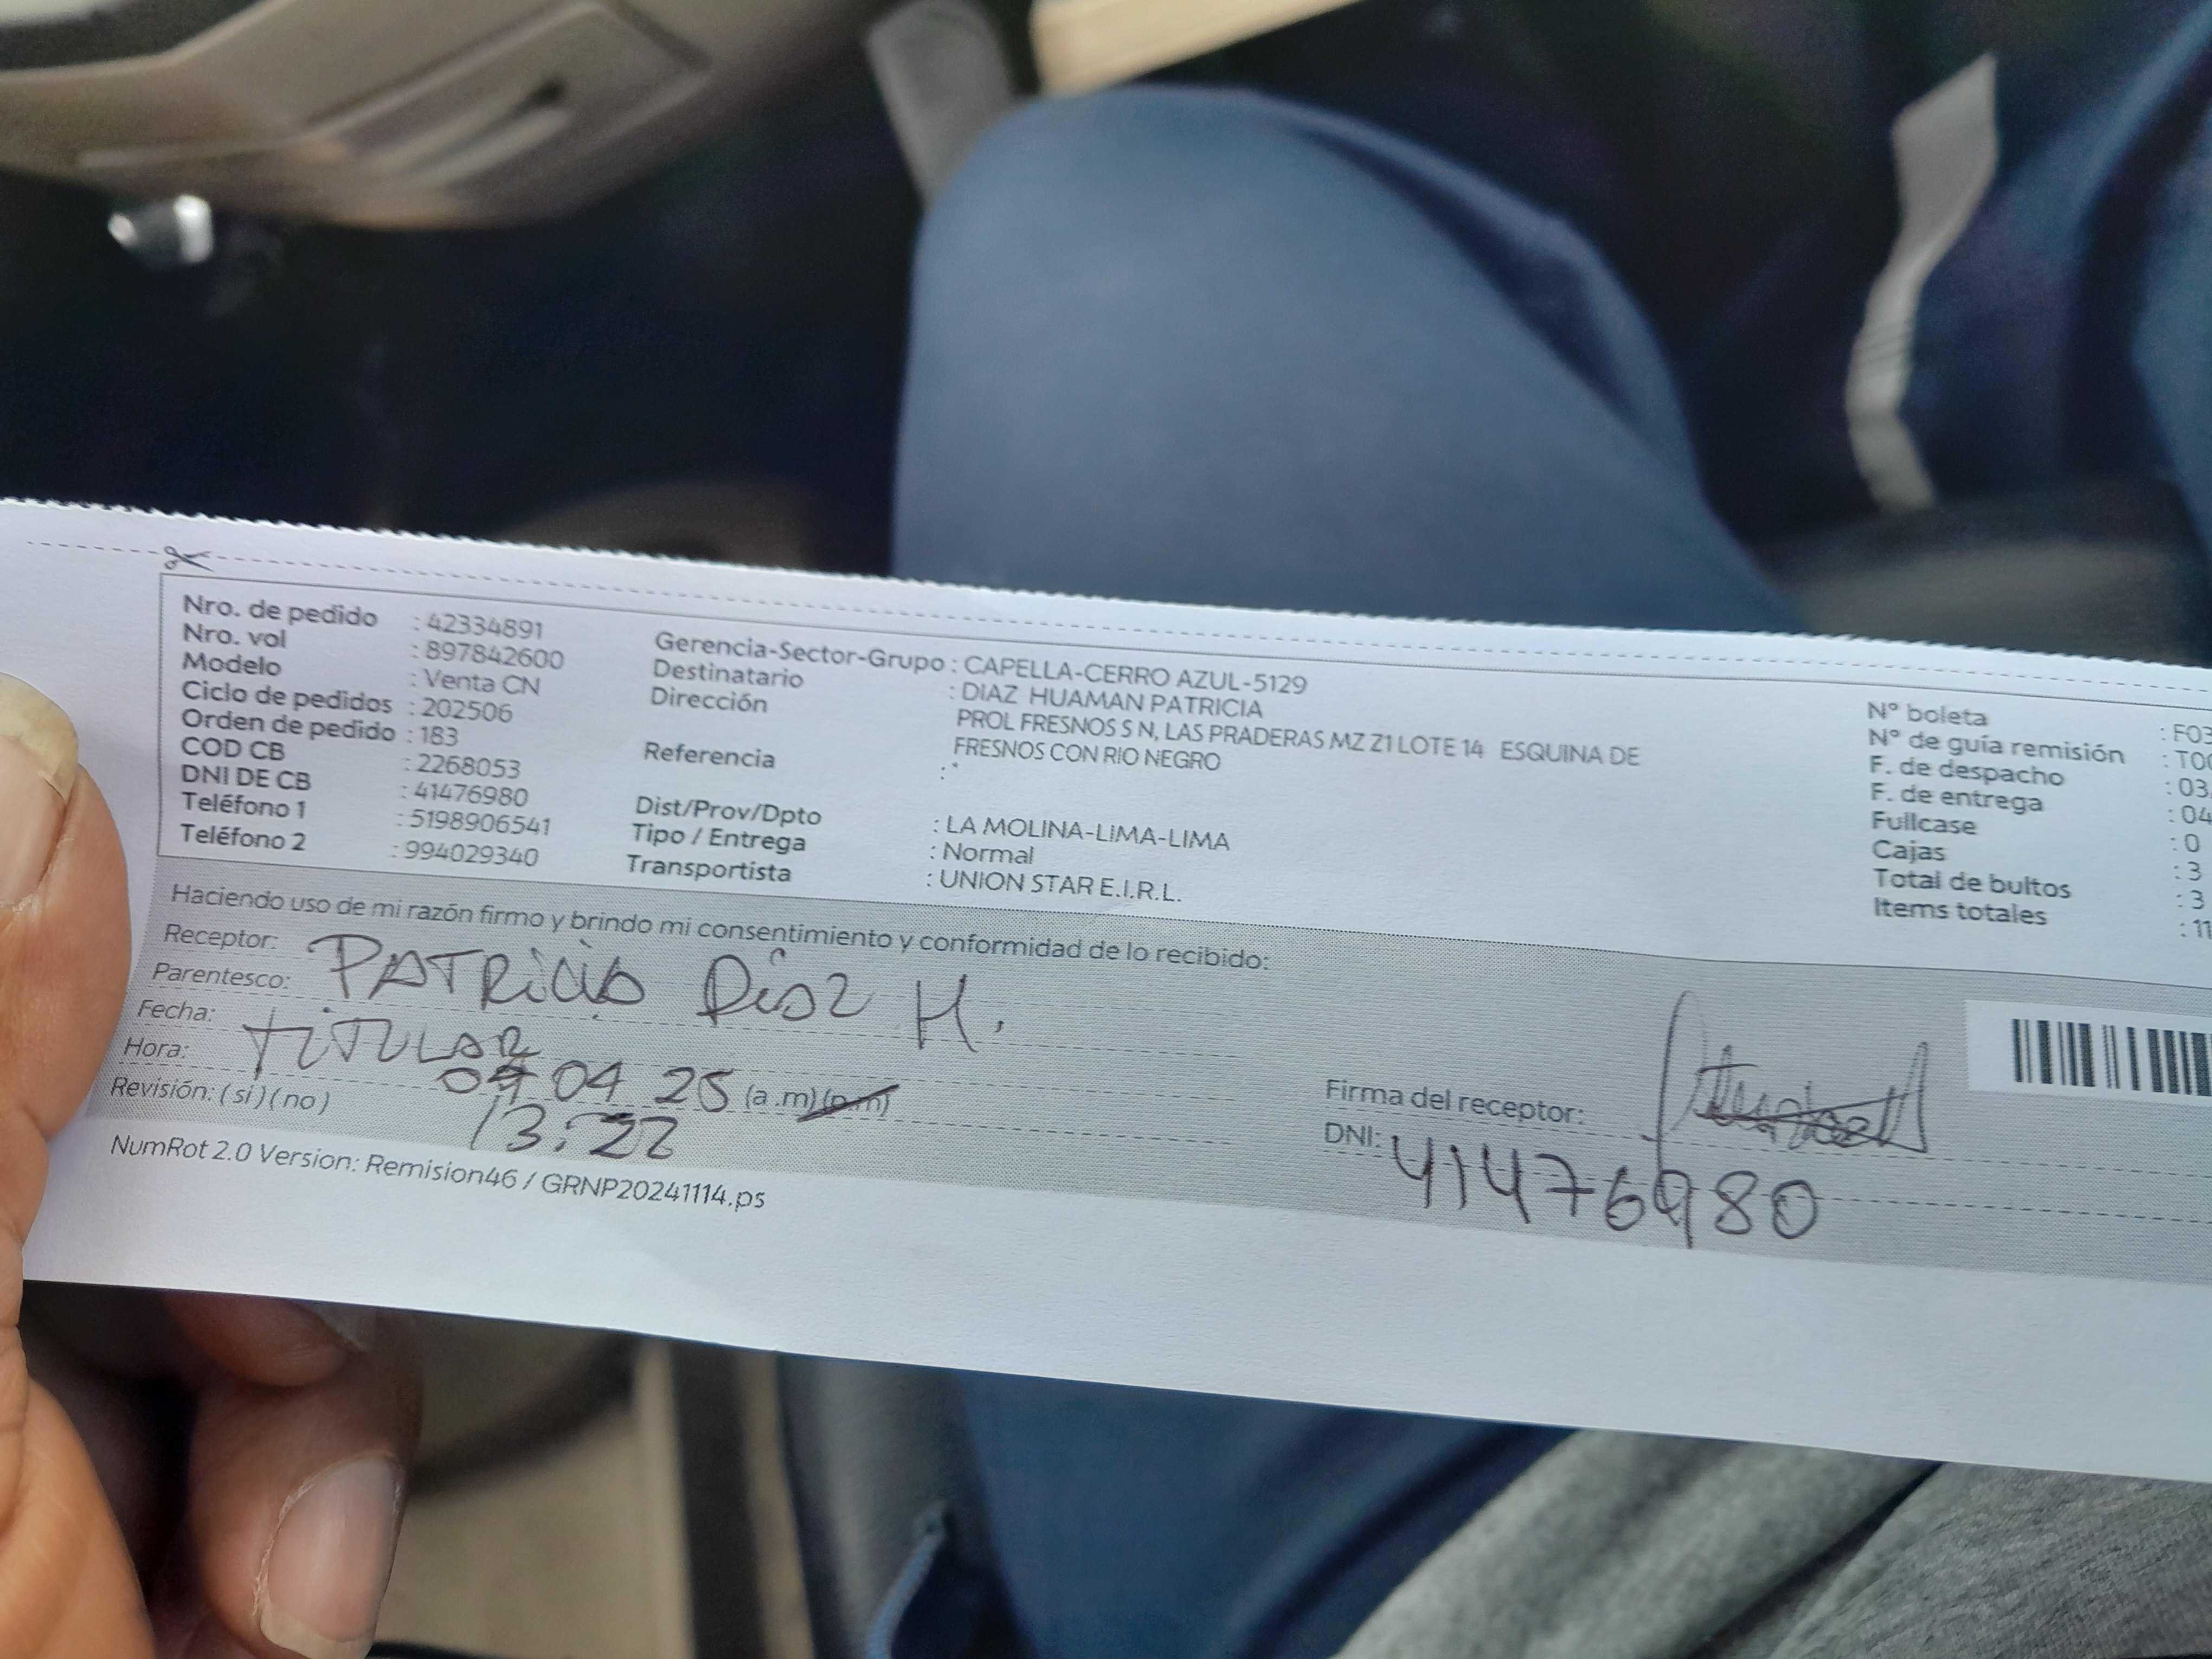 Nro. de pedido : 42334891
Nro. vol : 897842600
Modelo : Venta CN
Ciclo de pedidos : 202506
Orden de pedido : 183
COD CB : 2268053
DNI DE CB : 41476980
Teléfono 1 : 5198906541
Teléfono 2 : 994029340
Gerencia-Sector-Grupo : CAPELLA-CERRO AZUL-5129
Destinatario : DIAZ HUAMAN PATRICIA
Dirección PROL FRESNOS S N, LAS PRADERAS MZ Z1 LOTE 14 ESQUINA DE
FRESNOS CON RIO NEGRO
Referencia : *
Dist/Prov/Dpto : LA MOLINA-LIMA-LIMA
Tipo / Entrega : Normal
Transportista : UNION STAR E.I.R.L.
N° boleta : F03
N° de guía remisión : T00
F. de despacho : 03.
F. de entrega : 04
Fullcase : 0
Cajas : 3
Total de bultos : 3
Items totales : 11
Haciendo uso de mi razón firmo y brindo mi consentimiento y conformidad de lo recibido:
Receptor: PATRICIA DIAZ H.
Parentesco: TITULAR
Fecha: 04 04 25
Hora: 13:22 (a .m) (p.m)
Revisión: ( si ) ( no )
Firma del receptor:
DNI: 41476980
NumRot 2.0 Version: Remision46 / GRNP20241114.ps